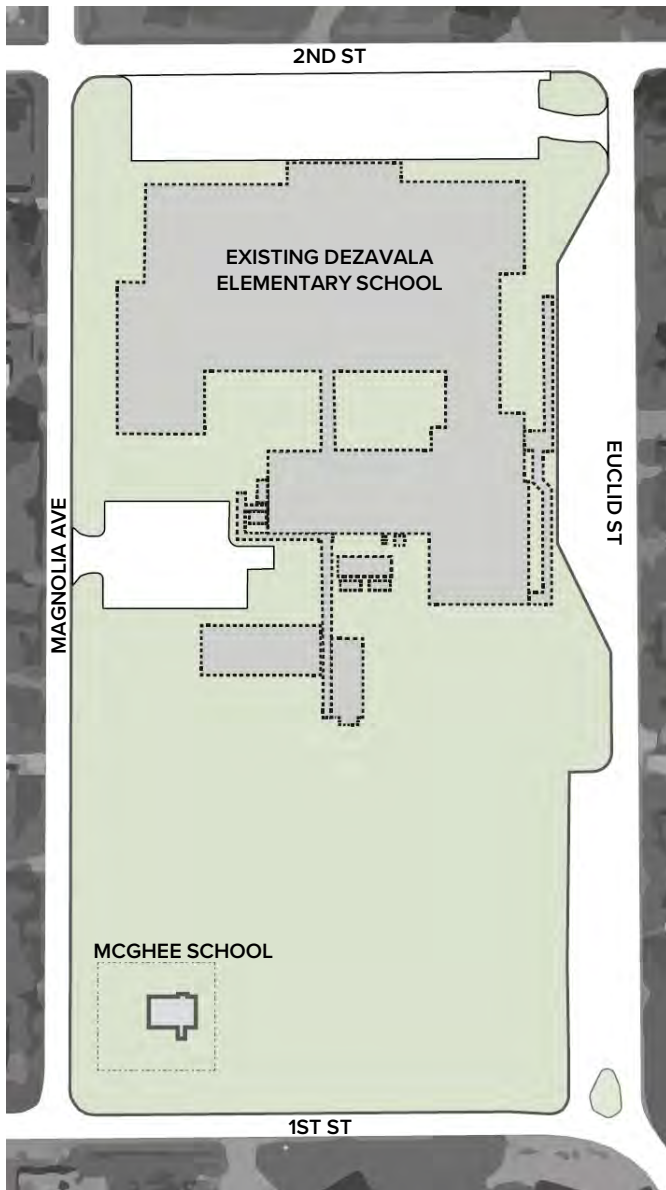 2ND ST
EXISTING DEZAVALA
ELEMENTARY SCHOOL
EUCLID ST
MAGNOLIA AVE
MCGHEE SCHOOL
1ST ST